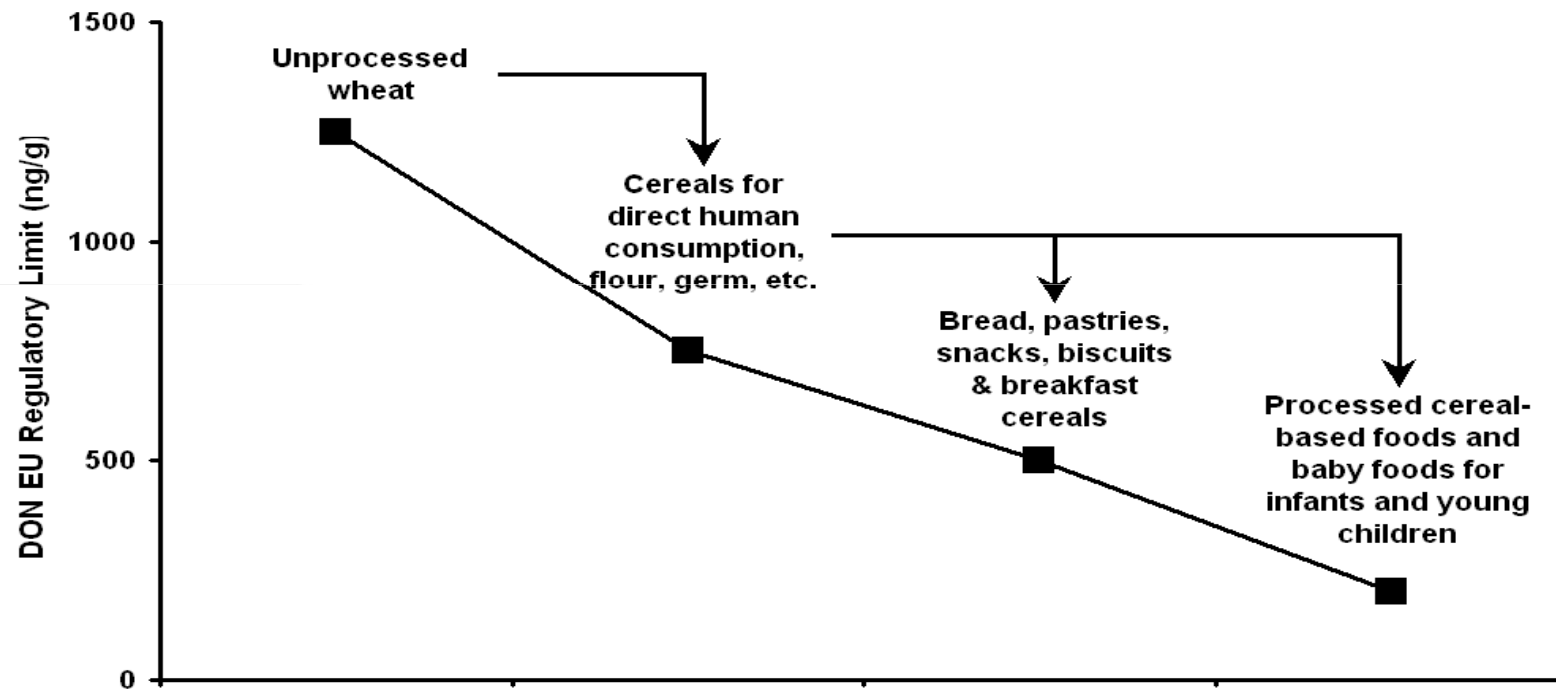 DON EU Regulatory Limit (ng/g)
1500
1000
500
0
Unprocessed
wheat
Cereals for
direct human
consumption,
flour, germ, etc.
Bread, pastries,
snacks, biscuits
& breakfast
cereals
Processed cereal-
based foods and
baby foods for
infants and young
children